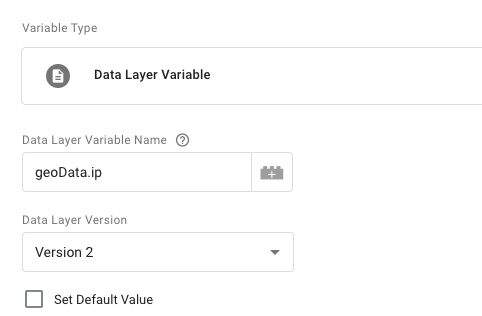 Variable Type
Data Layer Variable
Data Layer Variable Name
geoData.ip
Data Layer Version
Version 2
Set Default Value